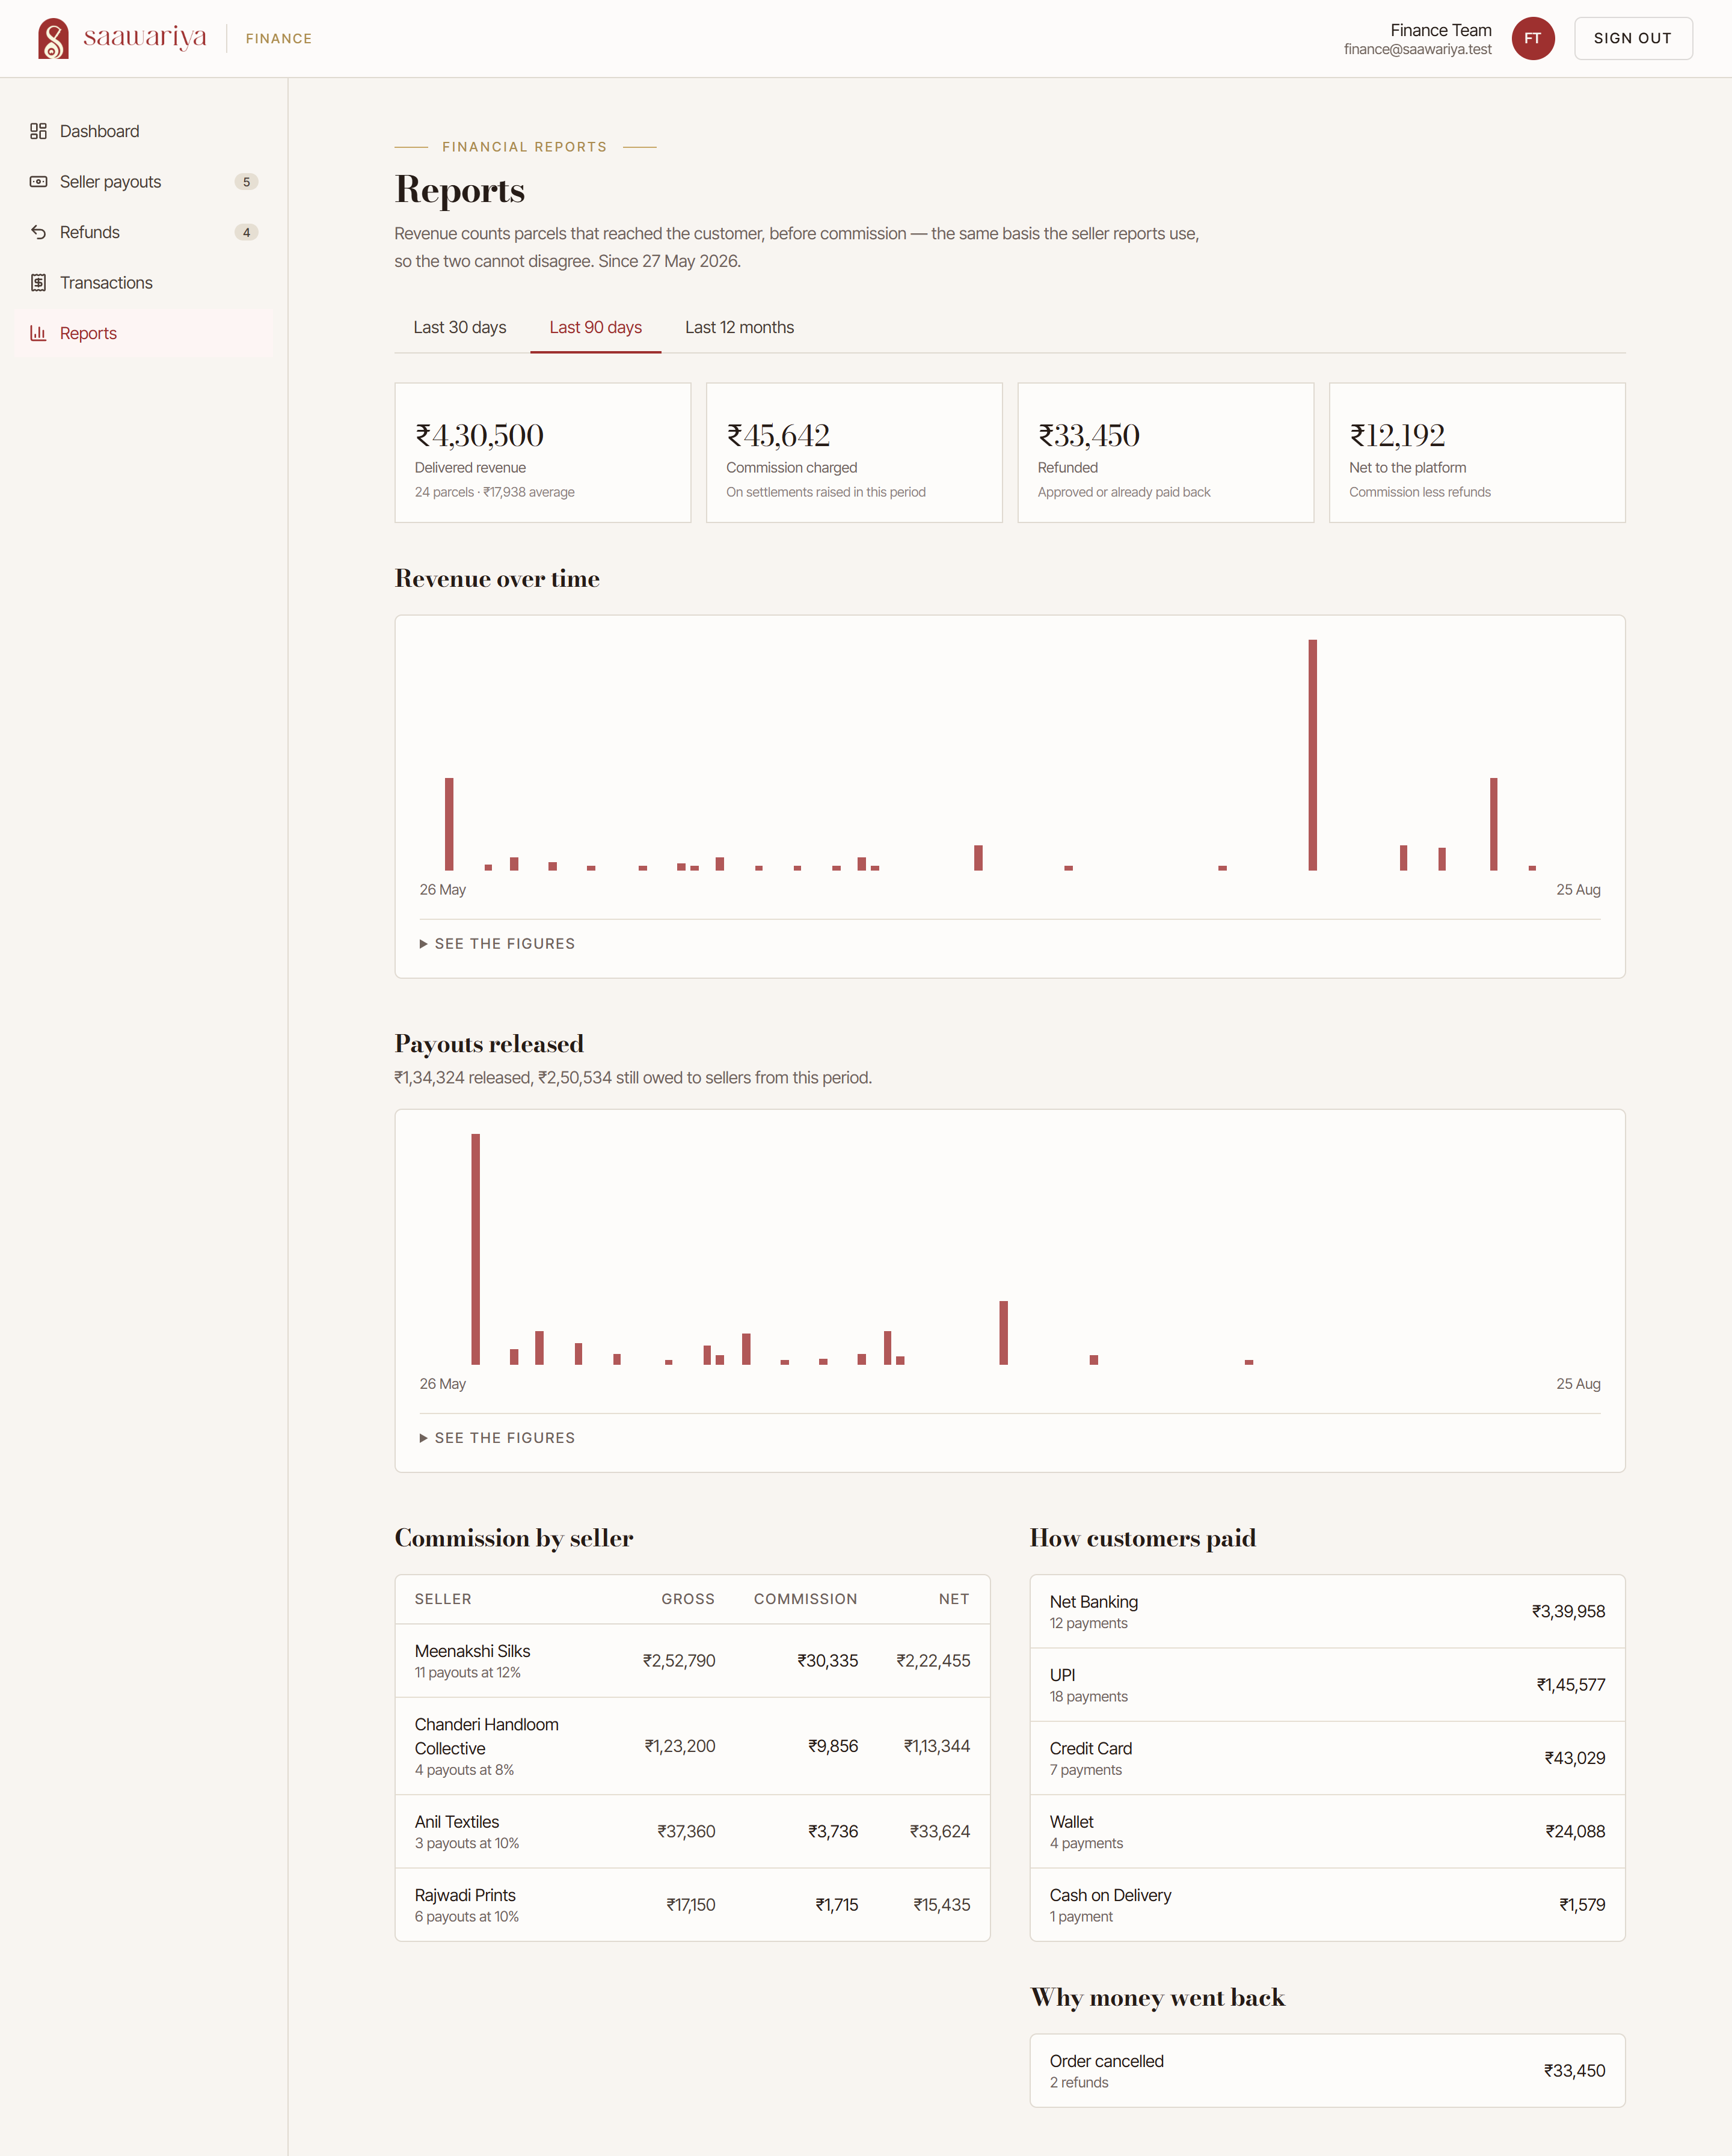 saawariya
FINANCE
Finance Team
finance@saawariya.test
FT
SIGN OUT
Dashboard
Seller payouts 5
Refunds 4
Transactions
Reports
FINANCIAL REPORTS
Reports
Revenue counts parcels that reached the customer, before commission — the same basis the seller reports use,
so the two cannot disagree. Since 27 May 2026.
Last 30 days Last 90 days Last 12 months
₹4,30,500
Delivered revenue
24 parcels · ₹17,938 average
₹45,642
Commission charged
On settlements raised in this period
₹33,450
Refunded
Approved or already paid back
₹12,192
Net to the platform
Commission less refunds
Revenue over time
26 May 25 Aug
SEE THE FIGURES
Payouts released
₹1,34,324 released, ₹2,50,534 still owed to sellers from this period.
26 May 25 Aug
SEE THE FIGURES
Commission by seller
SELLER GROSS COMMISSION NET
Meenakshi Silks
11 payouts at 12%
₹2,52,790 ₹30,335 ₹2,22,455
Chanderi Handloom
Collective
4 payouts at 8%
₹1,23,200 ₹9,856 ₹1,13,344
Anil Textiles
3 payouts at 10%
₹37,360 ₹3,736 ₹33,624
Rajwadi Prints
6 payouts at 10%
₹17,150 ₹1,715 ₹15,435
How customers paid
Net Banking
12 payments
₹3,39,958
UPI
18 payments
₹1,45,577
Credit Card
7 payments
₹43,029
Wallet
4 payments
₹24,088
Cash on Delivery
1 payment
₹1,579
Why money went back
Order cancelled
2 refunds
₹33,450